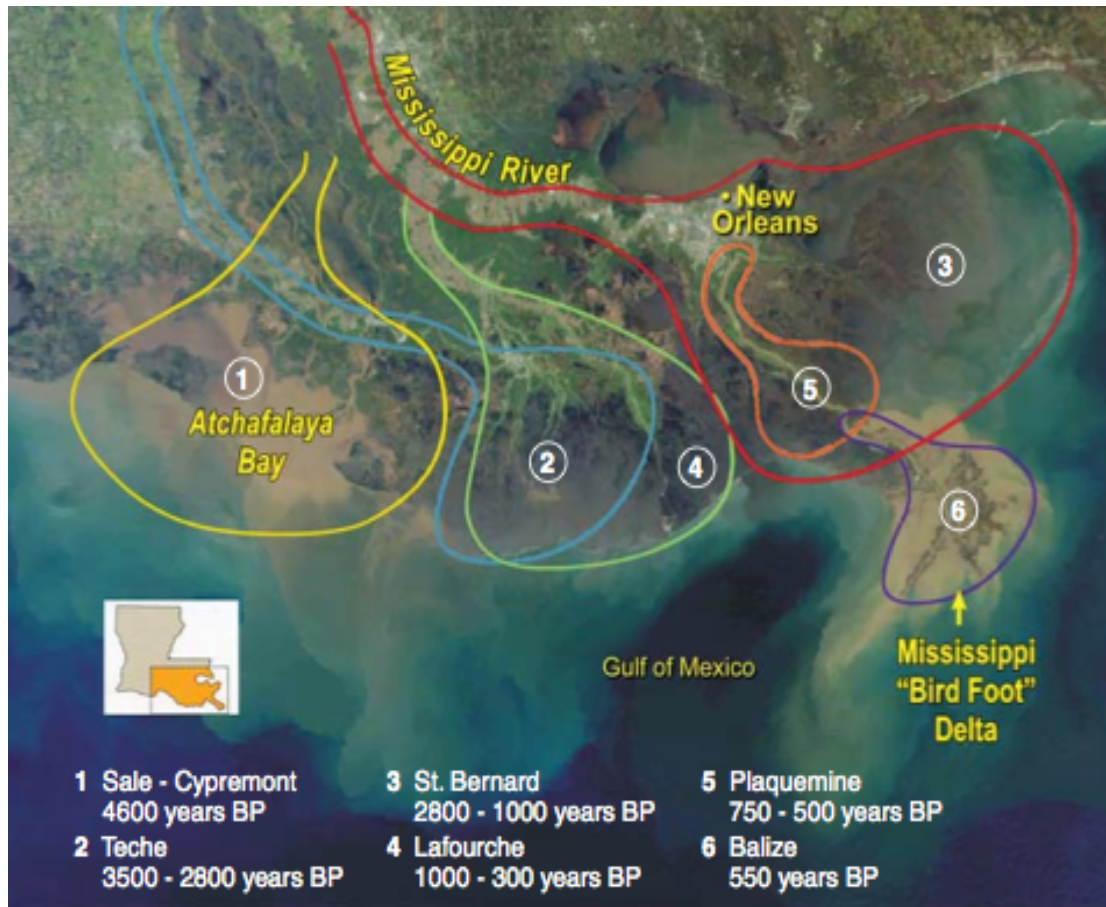 Mississippi River
• New
Orleans
3
1
5
Atchafalaya
Bay
2
4
6
Gulf of Mexico
Mississippi
“Bird Foot”
Delta
1 Sale - Cypremont
4600 years BP
2 Teche
3500 - 2800 years BP
3 St. Bernard
2800 - 1000 years BP
4 Lafourche
1000 - 300 years BP
5 Plaquemine
750 - 500 years BP
6 Balize
550 years BP